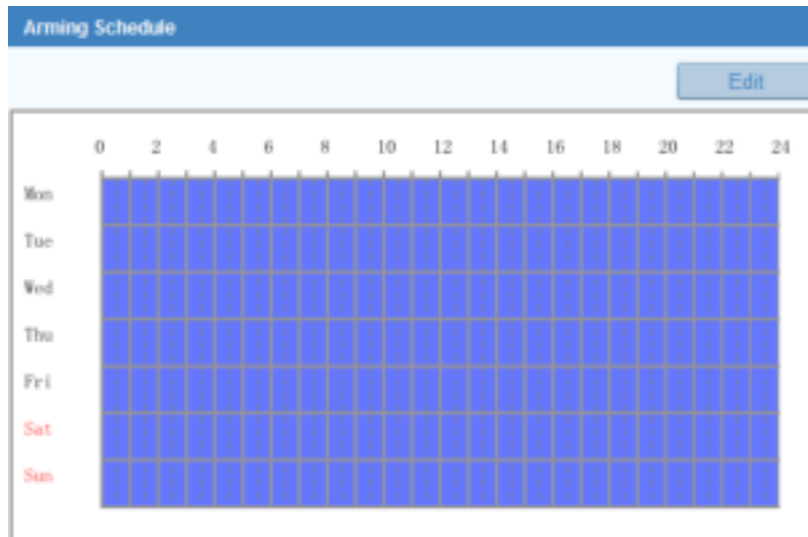 Arming Schedule
Edit
0 2 4 6 8 10 12 14 16 18 20 22 24
Mon
Tue
Wed
Thu
Fri
Sat
Sun